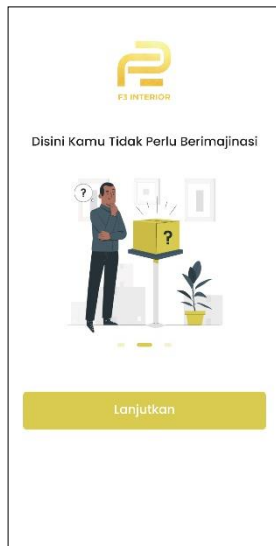 F3 INTERIOR
Disini Kamu Tidak Perlu Berimajinasi
?
?
Lanjutkan